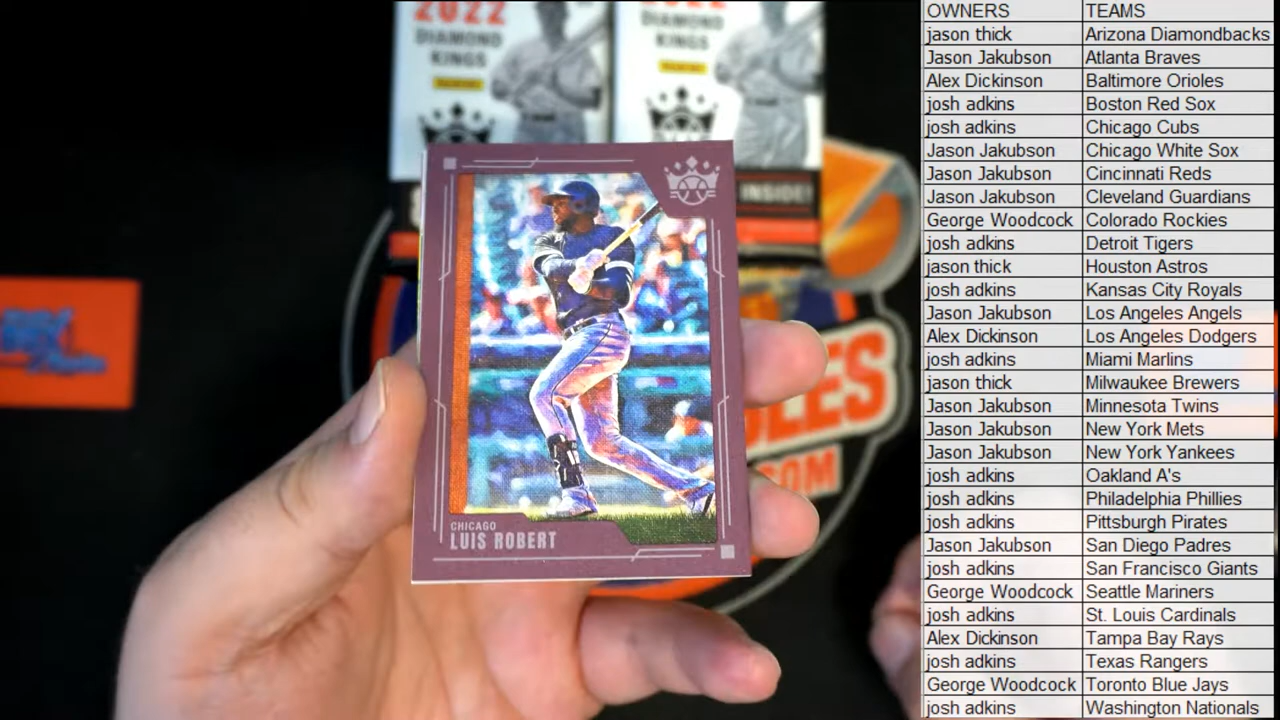 2022
DIAMOND
KINGS
PANINI
2022
DIAMOND
KINGS
PANINI
INSIDE!
CHICAGO
LUIS ROBERT
OWNERS TEAMS
jason thick Arizona Diamondbacks
Jason Jakubson Atlanta Braves
Alex Dickinson Baltimore Orioles
josh adkins Boston Red Sox
josh adkins Chicago Cubs
Jason Jakubson Chicago White Sox
Jason Jakubson Cincinnati Reds
Jason Jakubson Cleveland Guardians
George Woodcock Colorado Rockies
josh adkins Detroit Tigers
jason thick Houston Astros
josh adkins Kansas City Royals
Jason Jakubson Los Angeles Angels
Alex Dickinson Los Angeles Dodgers
josh adkins Miami Marlins
jason thick Milwaukee Brewers
Jason Jakubson Minnesota Twins
Jason Jakubson New York Mets
Jason Jakubson New York Yankees
josh adkins Oakland A's
josh adkins Philadelphia Phillies
josh adkins Pittsburgh Pirates
Jason Jakubson San Diego Padres
josh adkins San Francisco Giants
George Woodcock Seattle Mariners
josh adkins St. Louis Cardinals
Alex Dickinson Tampa Bay Rays
josh adkins Texas Rangers
George Woodcock Toronto Blue Jays
josh adkins Washington Nationals